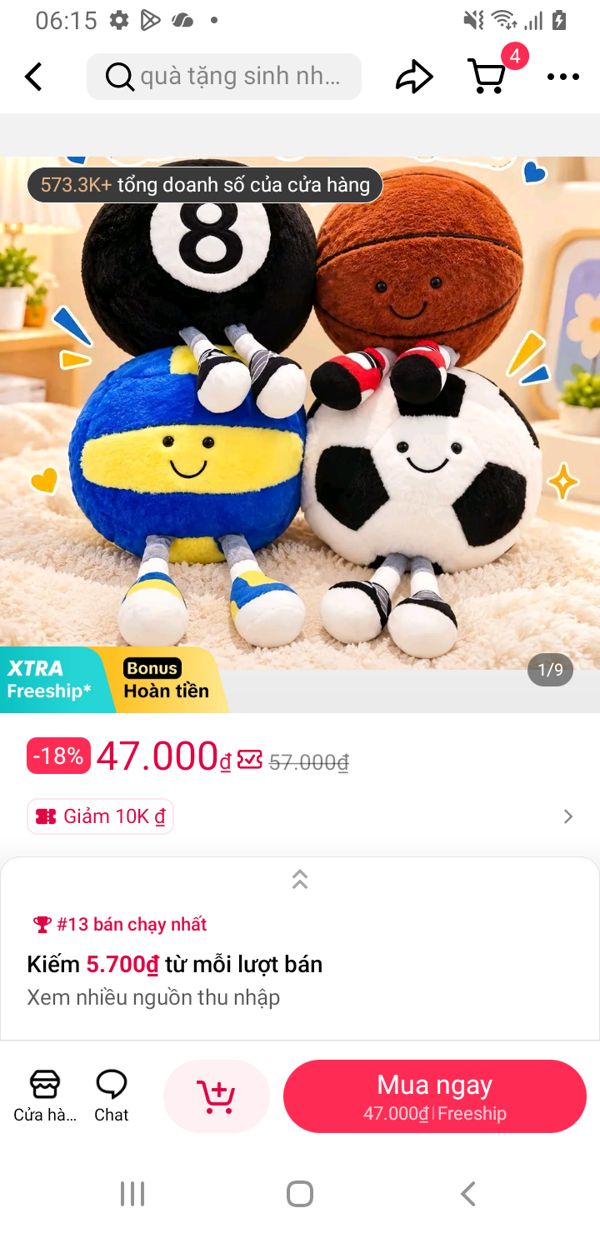 06:15
quà tặng sinh nh...
4
573.3K+ tổng doanh số của cửa hàng
8
XTRA
Freeship*
Bonus
Hoàn tiền
1/9
-18% 47.000₫ 57.000₫
Giảm 10K ₫
#13 bán chạy nhất
Kiếm 5.700₫ từ mỗi lượt bán
Xem nhiều nguồn thu nhập
Cửa hà...
Chat
Mua ngay
47.000₫ | Freeship